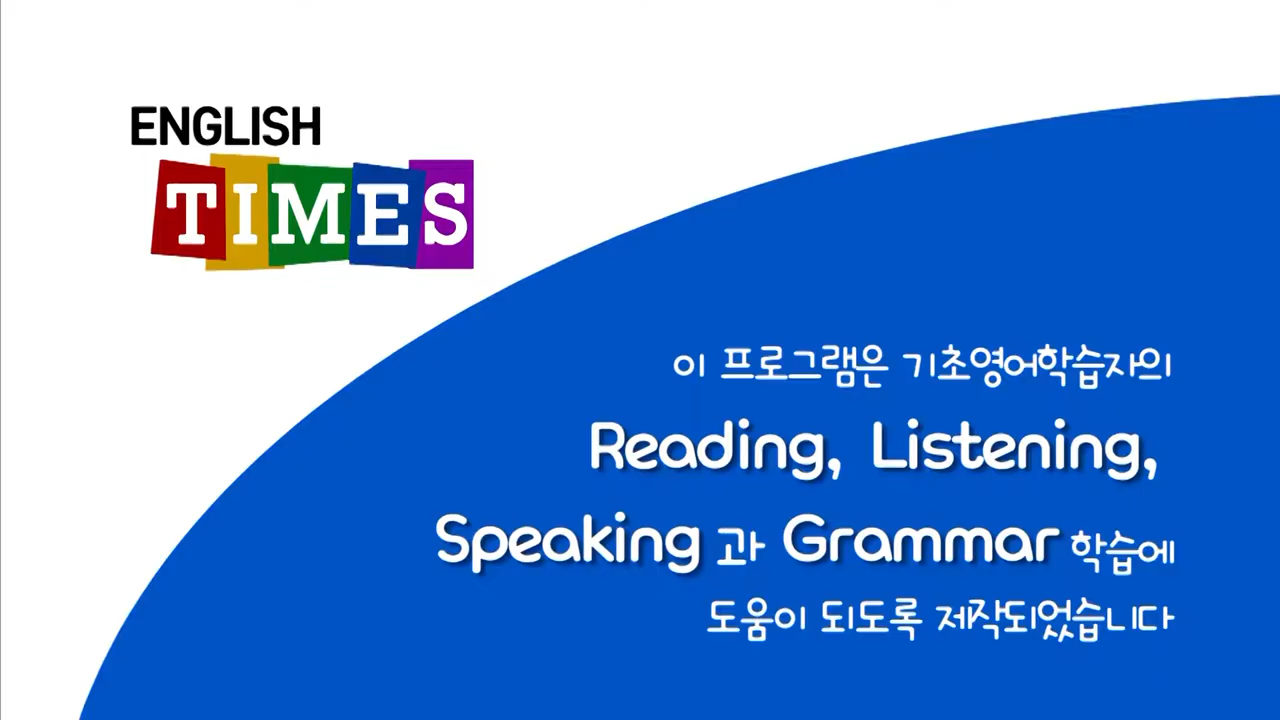 ENGLISH
TIMES
이 프로그램은 기초영어학습자의
Reading, Listening,
Speaking 과 Grammar 학습에
도움이 되도록 제작되었습니다